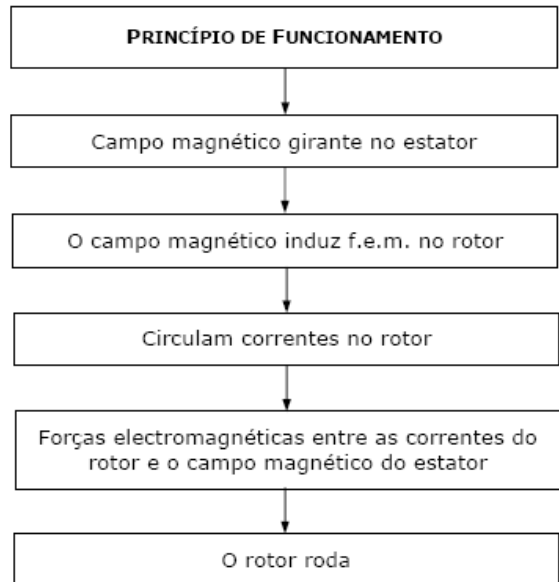 PRINCÍPIO DE FUNCIONAMENTO
Campo magnético girante no estator
O campo magnético induz f.e.m. no rotor
Circulam correntes no rotor
Forças electromagnéticas entre as correntes do
rotor e o campo magnético do estator
O rotor roda